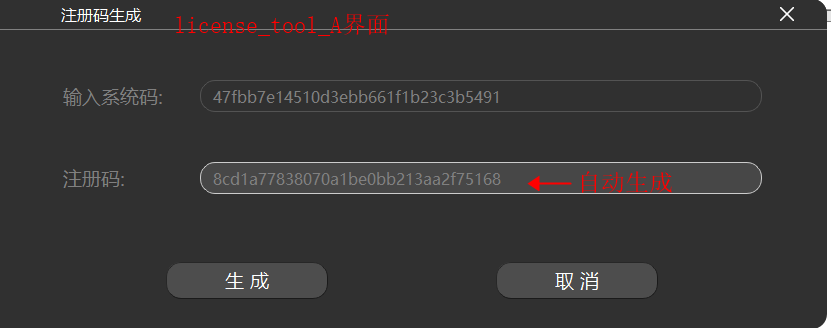 注册码生成
license_tool_A界面
输入系统码:
47fbb7e14510d3ebb661f1b23c3b5491
注册码:
8cd1a77838070a1be0bb213aa2f75168
自动生成
生 成
取 消